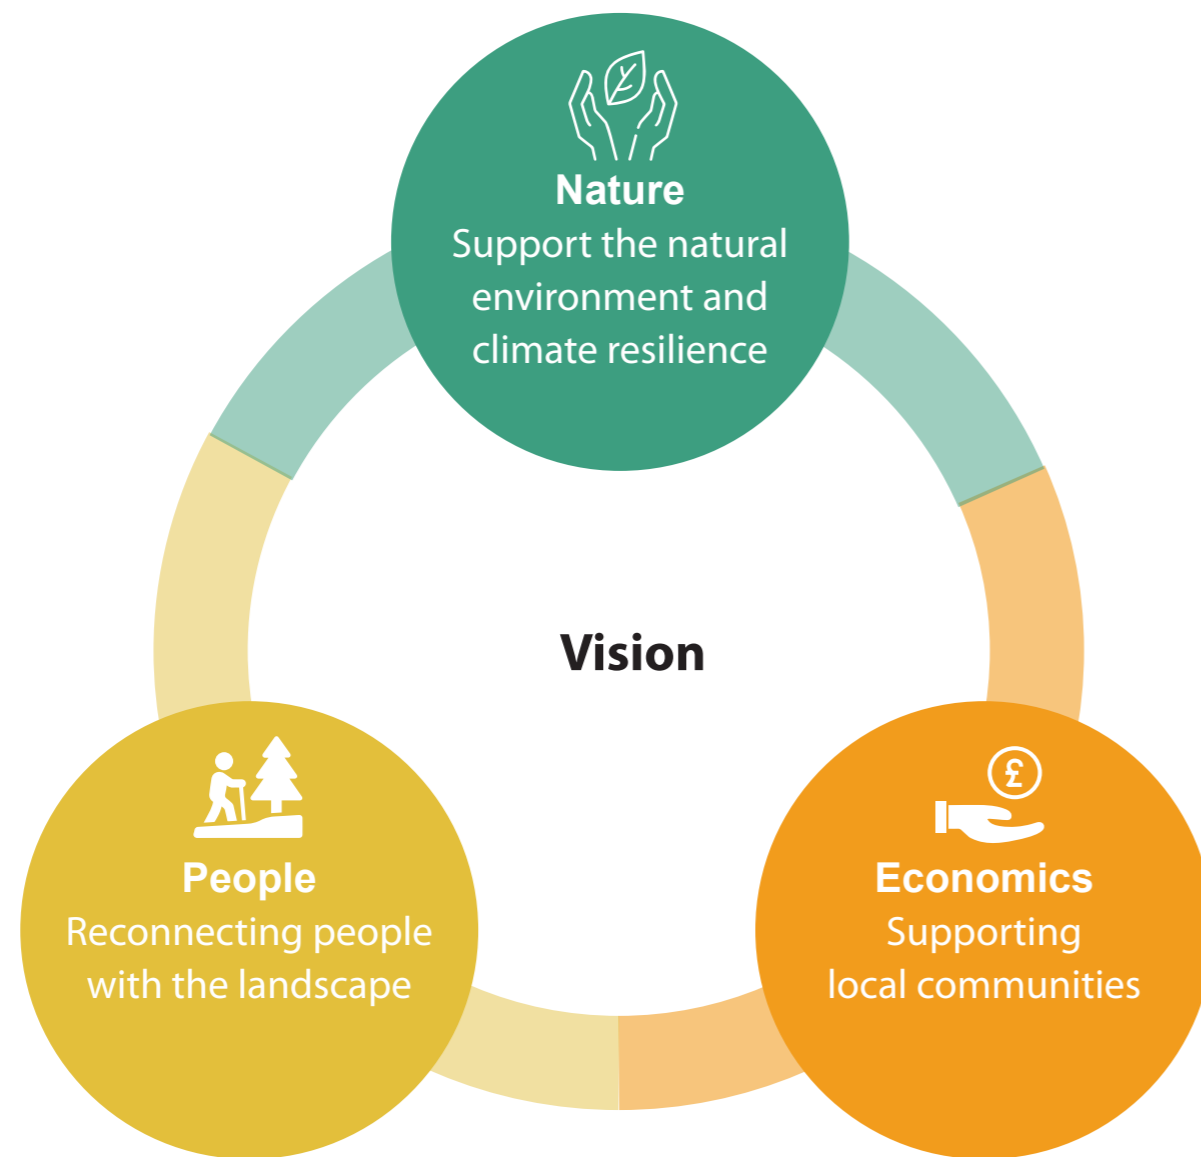 Nature
Support the natural
environment and
climate resilience
Vision
People
Reconnecting people
with the landscape
£
Economics
Supporting
local communities